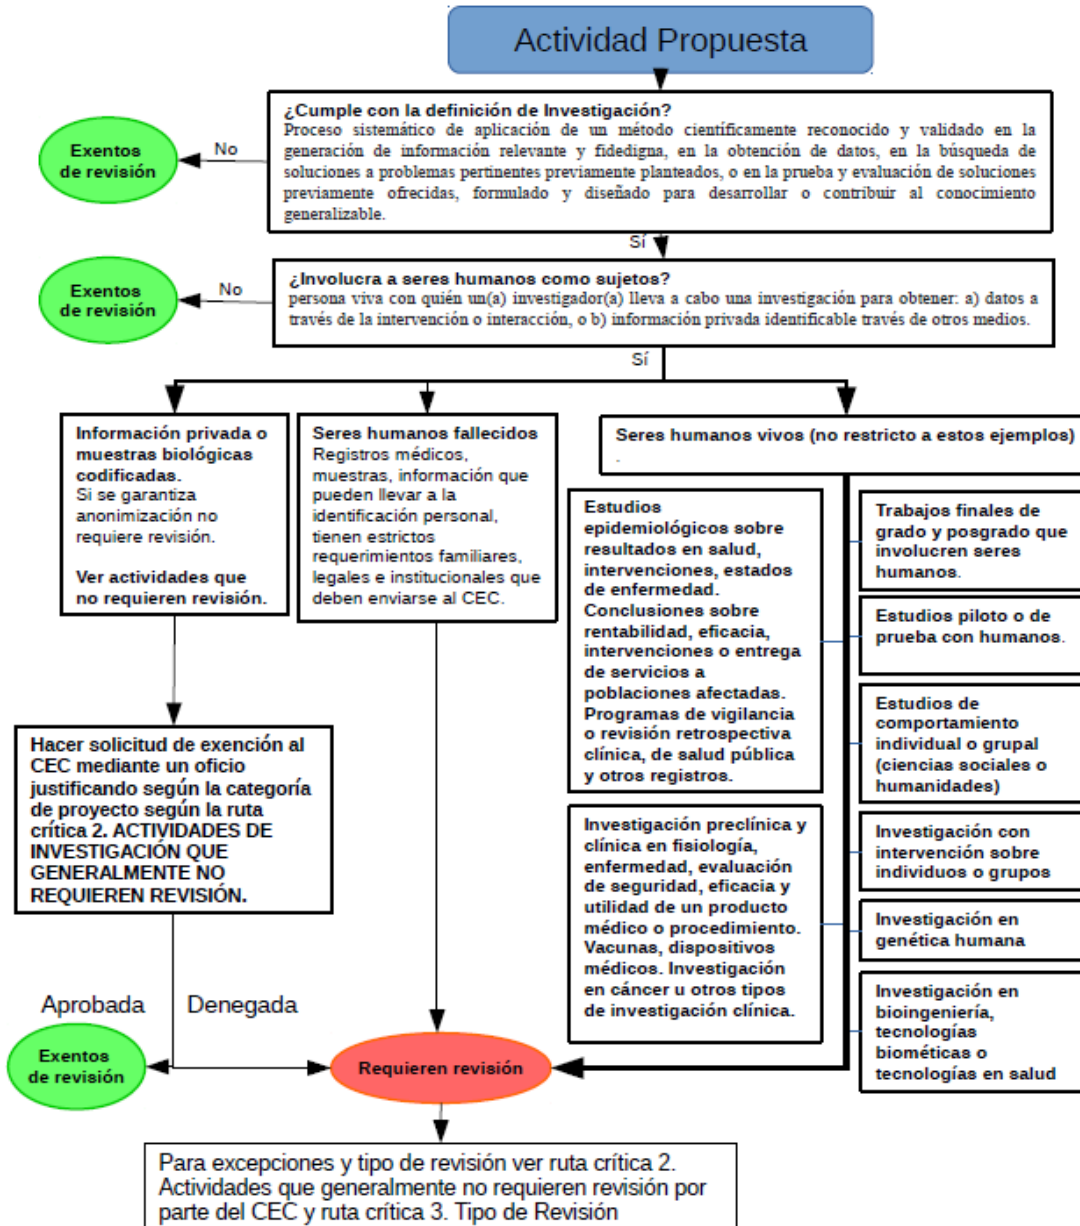 Actividad Propuesta
¿Cumple con la definición de Investigación?
Proceso sistemático de aplicación de un método científicamente reconocido y validado en la
generación de información relevante y fidedigna, en la obtención de datos, en la búsqueda de
soluciones a problemas pertinentes previamente planteados, o en la prueba y evaluación de soluciones
previamente ofrecidas, formulado y diseñado para desarrollar o contribuir al conocimiento
generalizable.
No
Exentos
de revisión
Sí
¿Involucra a seres humanos como sujetos?
persona viva con quién un(a) investigador(a) lleva a cabo una investigación para obtener: a) datos a
través de la intervención o interacción, o b) información privada identificable través de otros medios.
No
Exentos
de revisión
Sí
Información privada o
muestras biológicas
codificadas.
Si se garantiza
anonimización no
requiere revisión.
Ver actividades que
no requieren revisión.
Seres humanos fallecidos
Registros médicos,
muestras, información que
pueden llevar a la
identificación personal,
tienen estrictos
requerimientos familiares,
legales e institucionales que
deben enviarse al CEC.
Seres humanos vivos (no restricto a estos ejemplos)
.
Estudios
epidemiológicos sobre
resultados en salud,
intervenciones, estados
de enfermedad.
Conclusiones sobre
rentabilidad, eficacia,
intervenciones o entrega
de servicios a
poblaciones afectadas.
Programas de vigilancia
o revisión retrospectiva
clínica, de salud pública
y otros registros.
Investigación preclínica y
clínica en fisiología,
enfermedad, evaluación
de seguridad, eficacia y
utilidad de un producto
médico o procedimiento.
Vacunas, dispositivos
médicos. Investigación
en cáncer u otros tipos
de investigación clínica.
Trabajos finales de
grado y posgrado que
involucren seres
humanos.
Estudios piloto o de
prueba con humanos.
Estudios de
comportamiento
individual o grupal
(ciencias sociales o
humanidades)
Investigación con
intervención sobre
individuos o grupos
Investigación en
genética humana
Investigación en
bioingeniería,
tecnologías
biométicas o
tecnologías en salud
Hacer solicitud de exención al
CEC mediante un oficio
justificando según la categoría
de proyecto según la ruta
crítica 2. ACTIVIDADES DE
INVESTIGACIÓN QUE
GENERALMENTE NO
REQUIEREN REVISIÓN.
Aprobada
Denegada
Exentos
de revisión
Requieren revisión
Para excepciones y tipo de revisión ver ruta crítica 2.
Actividades que generalmente no requieren revisión por
parte del CEC y ruta crítica 3. Tipo de Revisión